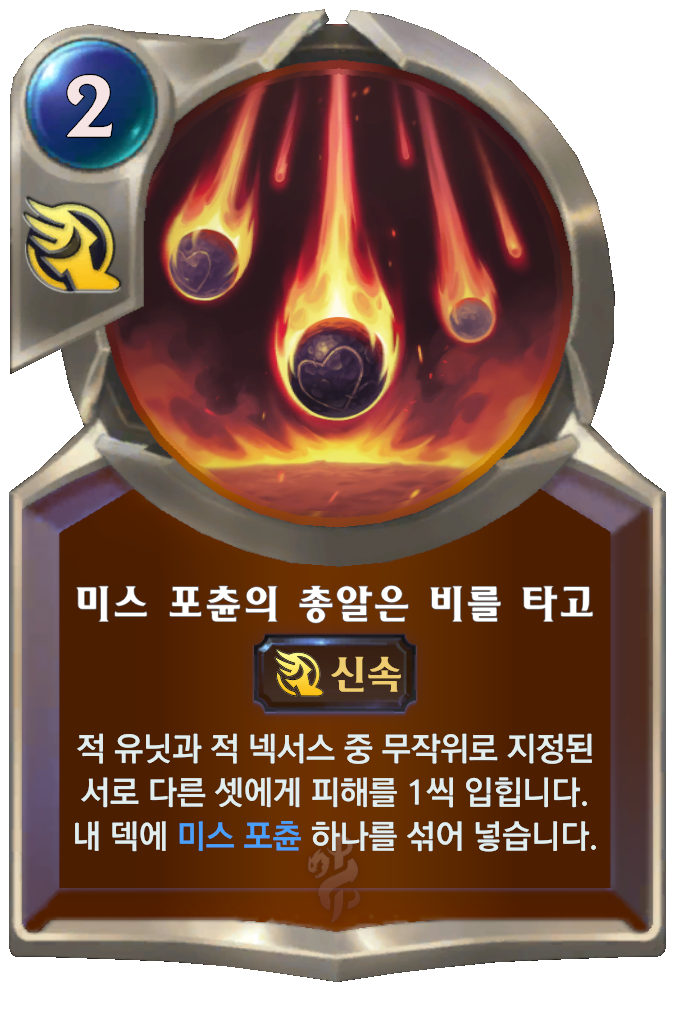 2
미스 포츈의 총알은 비를 타고
신속
적 유닛과 적 넥서스 중 무작위로 지정된
서로 다른 셋에게 피해를 1씩 입힙니다.
내 덱에 미스 포츈 하나를 섞어 넣습니다.